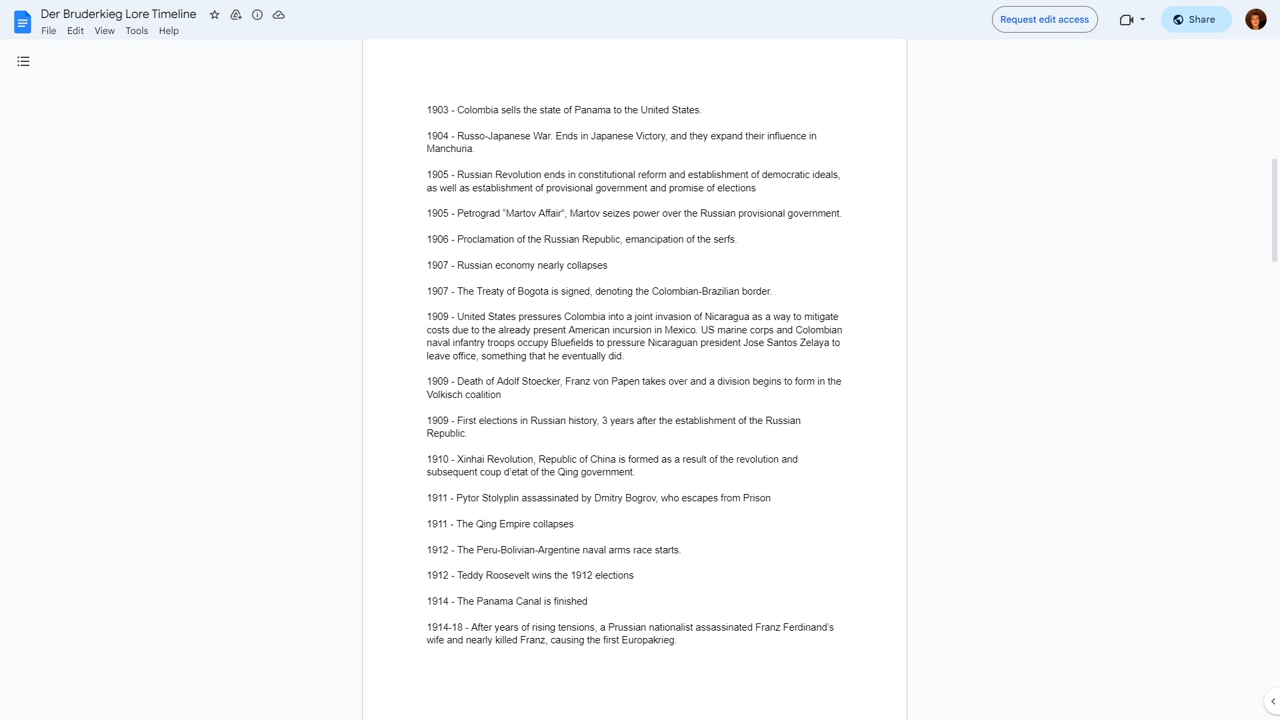 Der Bruderkieg Lore Timeline
File Edit View Tools Help
Request edit access
Share
1903 - Colombia sells the state of Panama to the United States.
1904 - Russo-Japanese War. Ends in Japanese Victory, and they expand their influence in
Manchuria.
1905 - Russian Revolution ends in constitutional reform and establishment of democratic ideals,
as well as establishment of provisional government and promise of elections
1905 - Petrograd “Martov Affair”, Martov seizes power over the Russian provisional government.
1906 - Proclamation of the Russian Republic, emancipation of the serfs.
1907 - Russian economy nearly collapses
1907 - The Treaty of Bogota is signed, denoting the Colombian-Brazilian border.
1909 - United States pressures Colombia into a joint invasion of Nicaragua as a way to mitigate
costs due to the already present American incursion in Mexico. US marine corps and Colombian
naval infantry troops occupy Bluefields to pressure Nicaraguan president Jose Santos Zelaya to
leave office, something that he eventually did.
1909 - Death of Adolf Stoecker, Franz von Papen takes over and a division begins to form in the
Volkisch coalition
1909 - First elections in Russian history, 3 years after the establishment of the Russian
Republic.
1910 - Xinhai Revolution, Republic of China is formed as a result of the revolution and
subsequent coup d’etat of the Qing government.
1911 - Pytor Stolyplin assassinated by Dmitry Bogrov, who escapes from Prison
1911 - The Qing Empire collapses
1912 - The Peru-Bolivian-Argentine naval arms race starts.
1912 - Teddy Roosevelt wins the 1912 elections
1914 - The Panama Canal is finished
1914-18 - After years of rising tensions, a Prussian nationalist assassinated Franz Ferdinand’s
wife and nearly killed Franz, causing the first Europakrieg.